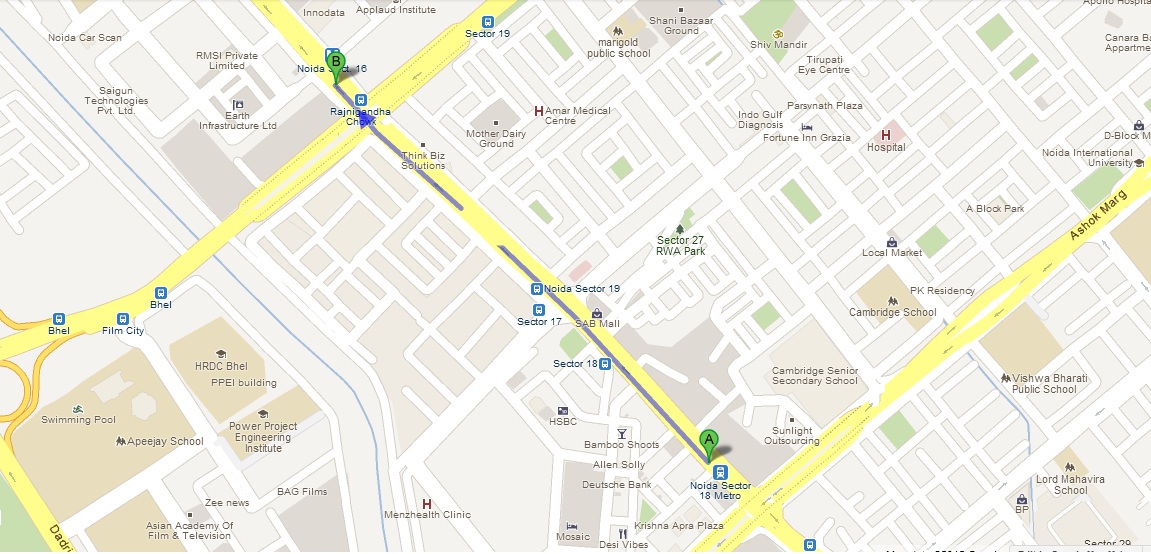 Innodata
Applaud Institute
Apollo Hospita
Noida Car Scan
Sector 19
Shani Bazaar
Ground
marigold
public school
Shiv Mandir
Canara Ba
Apartme
RMSI Private
Limited
Noida Sect. 16
B
Tirupati
Eye Centre
Saigun
Technologies
Pvt. Ltd.
Earth
Infrastructure Ltd
Rajnigandha
Chowk
Amar Medical
Centre
Parsvnath Plaza
Indo Gulf
Diagnosis
Fortune Inn Grazia
Hospital
D-Block M
Mother Dairy
Ground
Think Biz
Solutions
Noida International
University
A Block Park
Ashok Marg
Sector 27
RWA Park
Local Market
Bhel
Noida Sector 19
PK Residency
Bhel
Film City
Sector 17
SAB Mall
Cambridge School
HRDC Bhel
PPEI building
Sector 18
Cambridge Senior
Secondary School
Vishwa Bharati
Public School
Swimming Pool
Apeejay School
Power Project
Engineering
Institute
HSBC
Bamboo Shoots
A
Sunlight
Outsourcing
Allen Solly
Deutsche Bank
Noida Sector
18 Metro
Lord Mahavira
School
Zee news
BAG Films
Menzhealth Clinic
BP
Asian Academy Of
Film & Television
Krishna Apra Plaza
Mosaic
Desi Vibes
Dadri
Sector 29